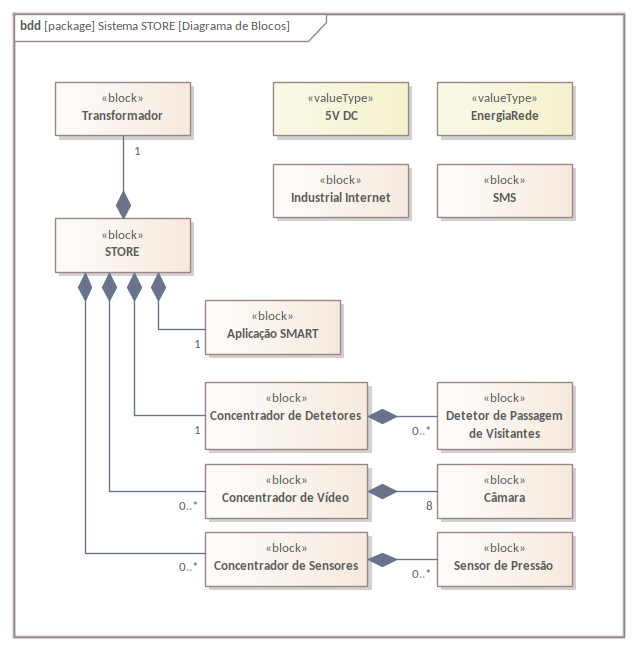 bdd [package] Sistema STORE [Diagrama de Blocos]
«block»
Transformador
1
«valueType»
5V DC
«valueType»
EnergiaRede
«block»
Industrial Internet
«block»
SMS
«block»
STORE
«block»
Aplicação SMART
1
«block»
Concentrador de Detetores
1
«block»
Detetor de Passagem
de Visitantes
0..*
«block»
Concentrador de Vídeo
0..*
«block»
Câmara
8
«block»
Concentrador de Sensores
0..*
«block»
Sensor de Pressão
0..*